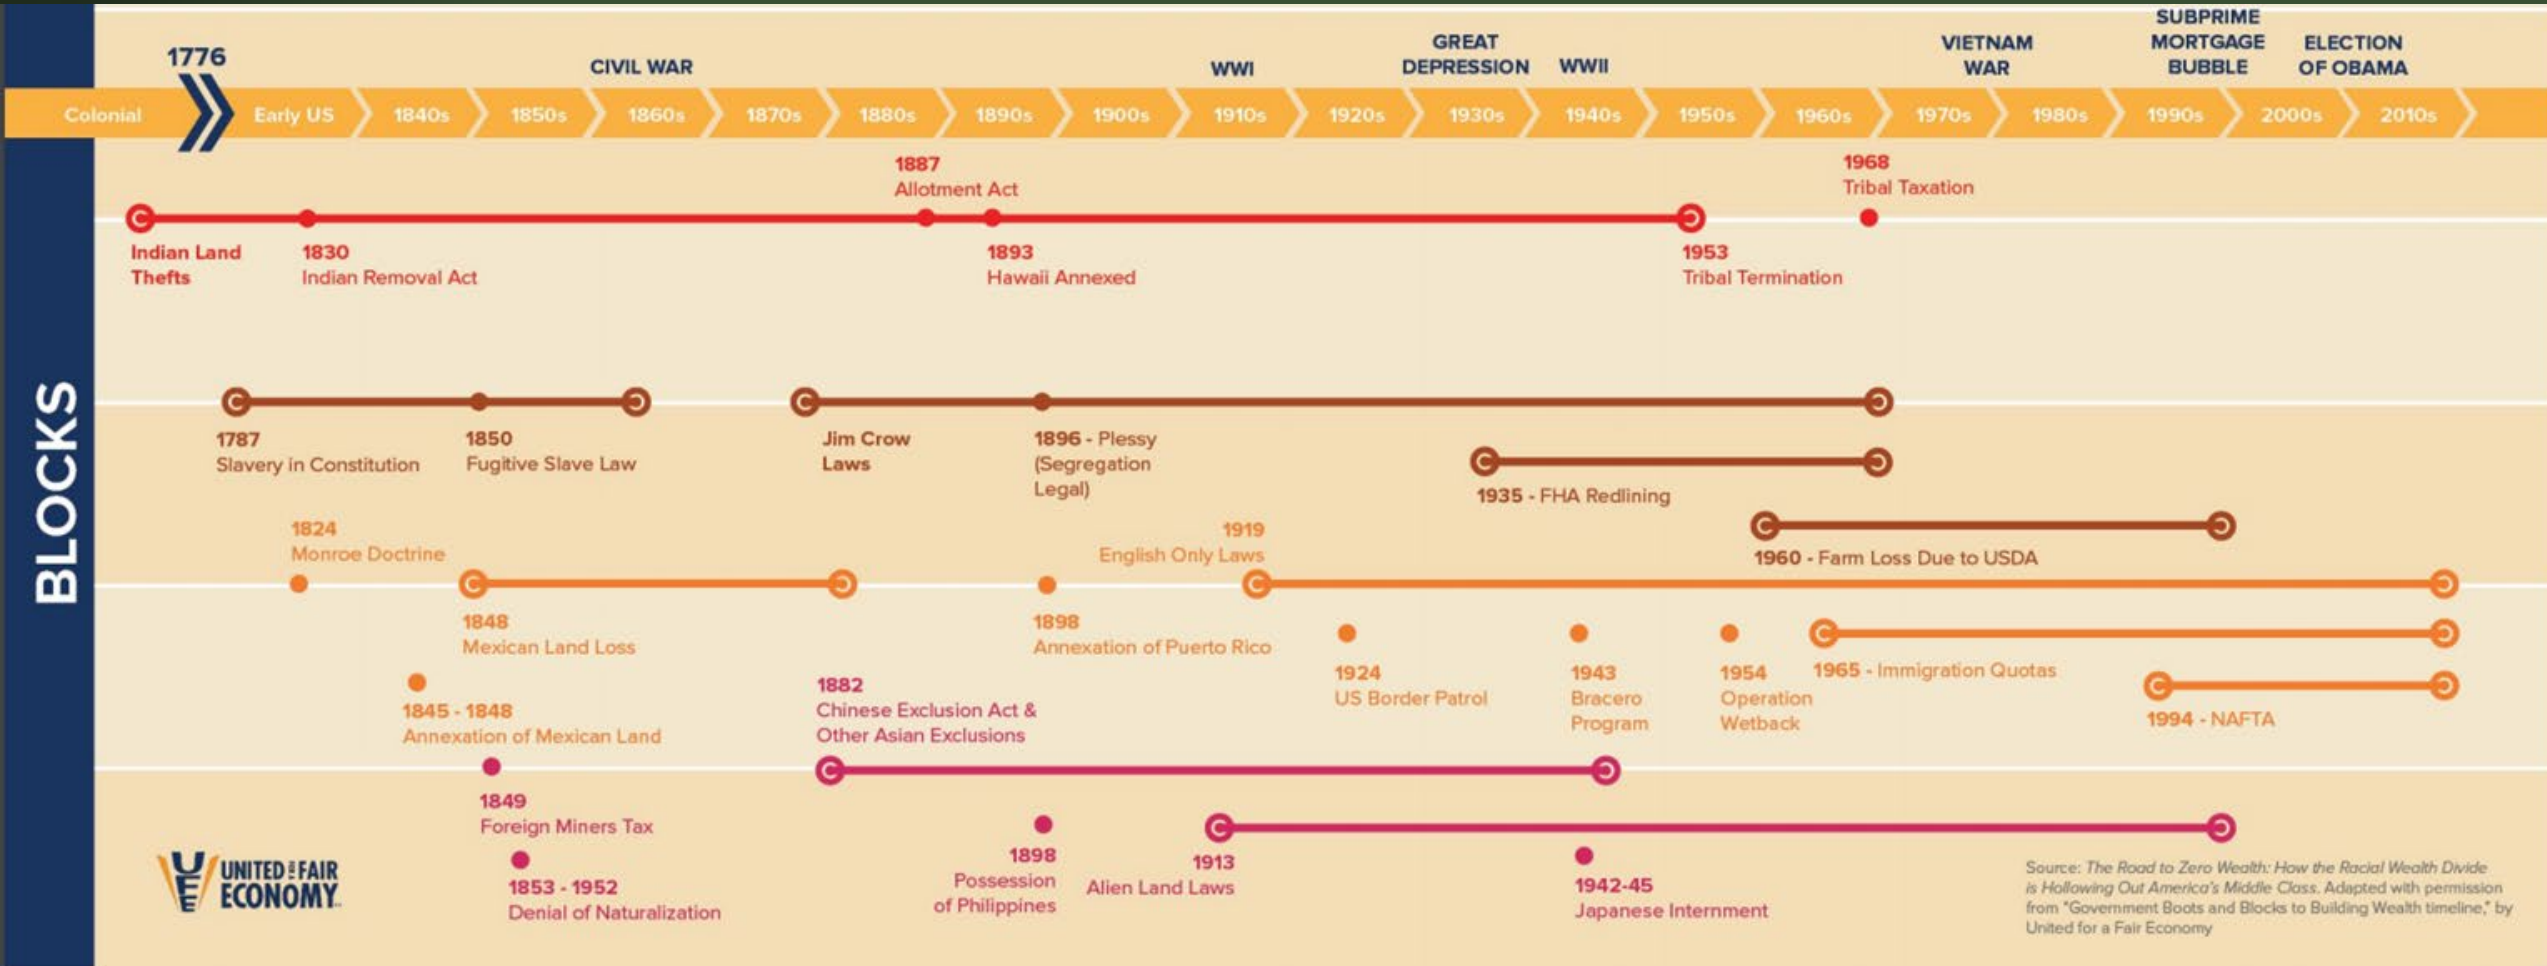 1776
CIVIL WAR
WWI
GREAT
DEPRESSION
WWII
VIETNAM
WAR
SUBPRIME
MORTGAGE
BUBBLE
ELECTION
OF OBAMA
Colonial
Early US
1840s
1850s
1860s
1870s
1880s
1890s
1900s
1910s
1920s
1930s
1940s
1950s
1960s
1970s
1980s
1990s
2000s
2010s
BLOCKS
1887
Allotment Act
1968
Tribal Taxation
Indian Land
Thefts
1830
Indian Removal Act
1893
Hawaii Annexed
1953
Tribal Termination
1787
Slavery in Constitution
1850
Fugitive Slave Law
Jim Crow
Laws
1896 - Plessy
(Segregation
Legal)
1935 - FHA Redlining
1960 - Farm Loss Due to USDA
1824
Monroe Doctrine
1919
English Only Laws
1848
Mexican Land Loss
1898
Annexation of Puerto Rico
1924
US Border Patrol
1943
Bracero
Program
1954
Operation
Wetback
1965 - Immigration Quotas
1994 - NAFTA
1845 - 1848
Annexation of Mexican Land
1882
Chinese Exclusion Act &
Other Asian Exclusions
1849
Foreign Miners Tax
1853 - 1952
Denial of Naturalization
1898
Possession
of Philippines
1913
Alien Land Laws
1942-45
Japanese Internment
UFE
UNITED FOR A FAIR
ECONOMY
Source: The Road to Zero Wealth: How the Racial Wealth Divide
is Hollowing Out America's Middle Class. Adapted with permission
from "Government Boots and Blocks to Building Wealth timeline," by
United for a Fair Economy